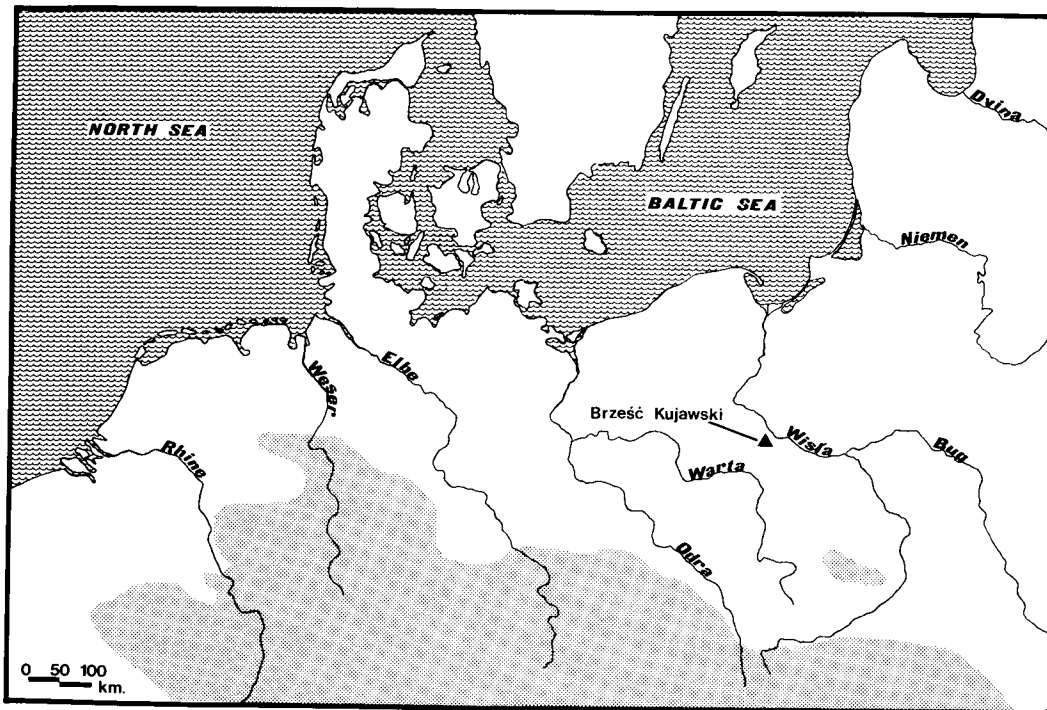 NORTH SEA
BALTIC SEA
Dvina
Niemen
Elbe
Weser
Brześć Kujawski
Wisła
Bug
Rhine
Warta
Odra
0 50 100
km.